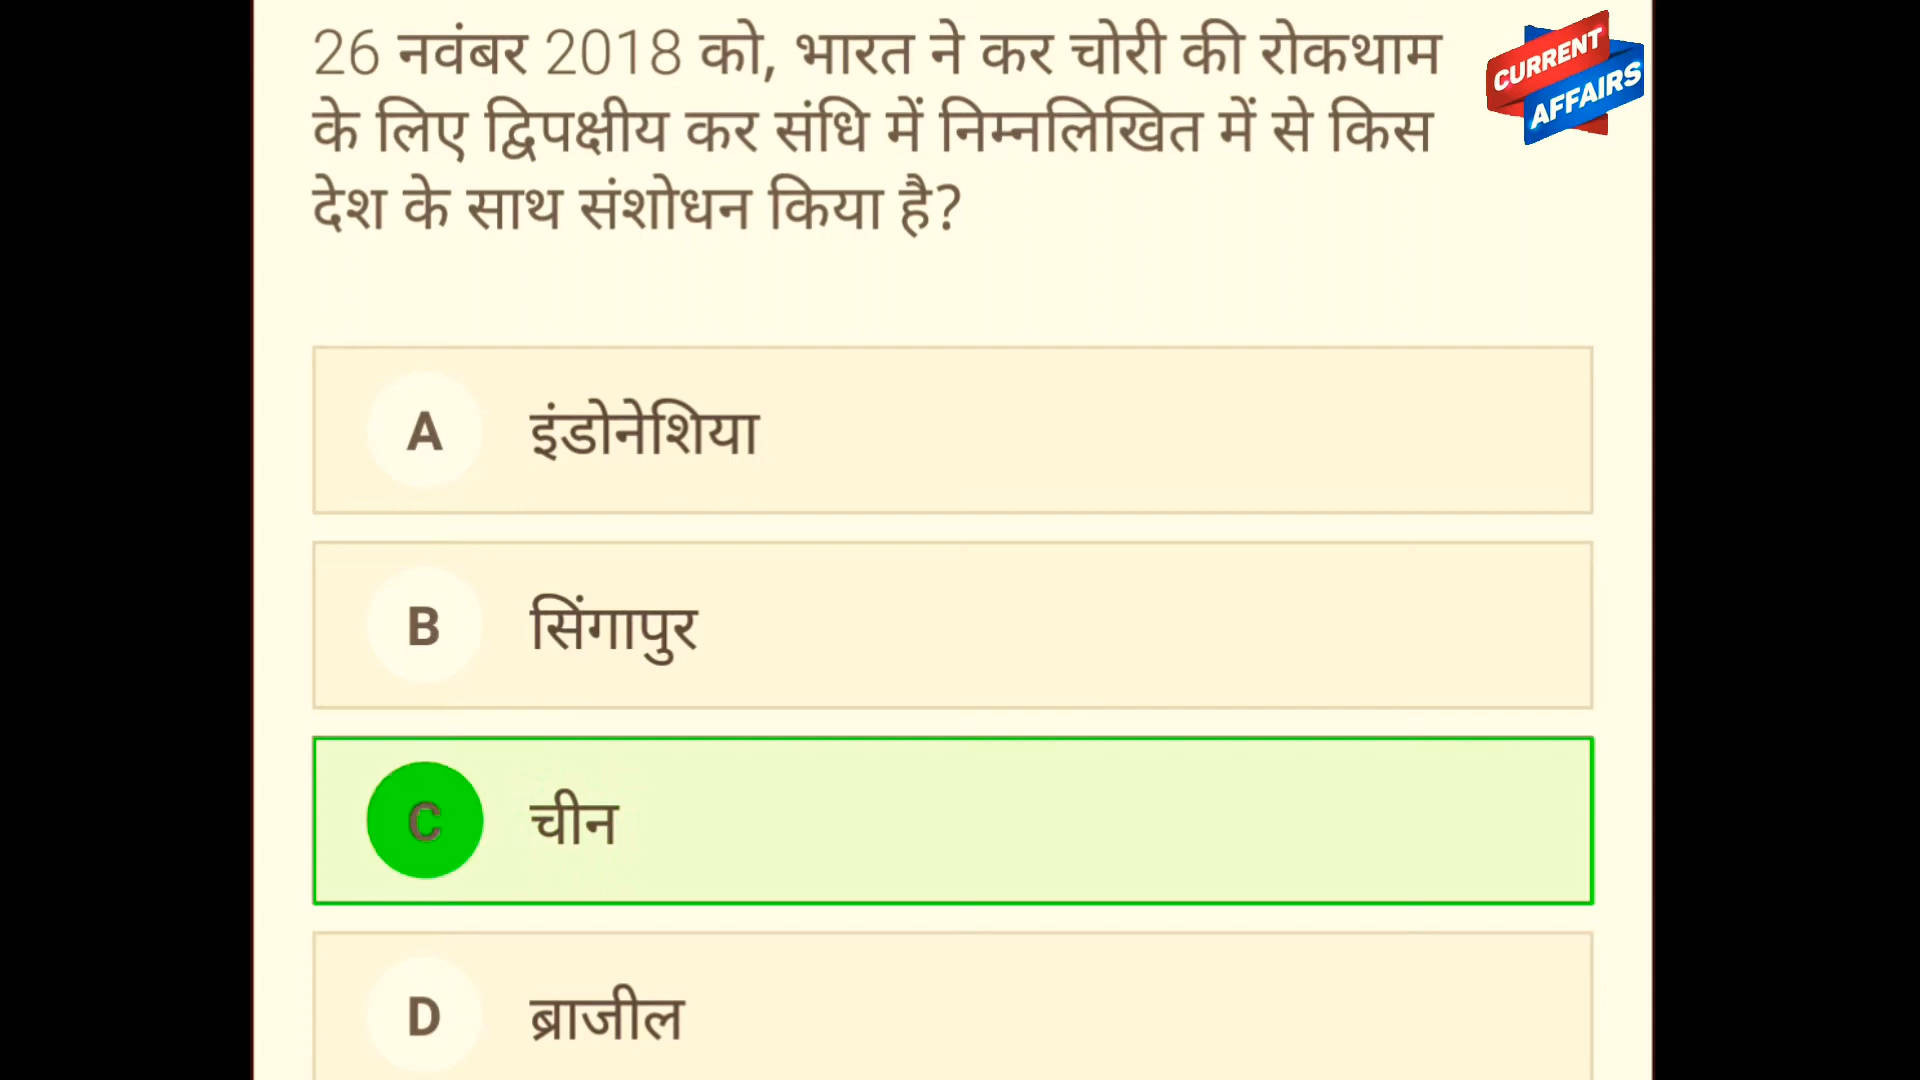 26 नवंबर 2018 को, भारत ने कर चोरी की रोकथाम
के लिए द्विपक्षीय कर संधि में निम्नलिखित में से किस
देश के साथ संशोधन किया है?
CURRENT
AFFAIRS
A इंडोनेशिया
B सिंगापुर
C चीन
D ब्राजील